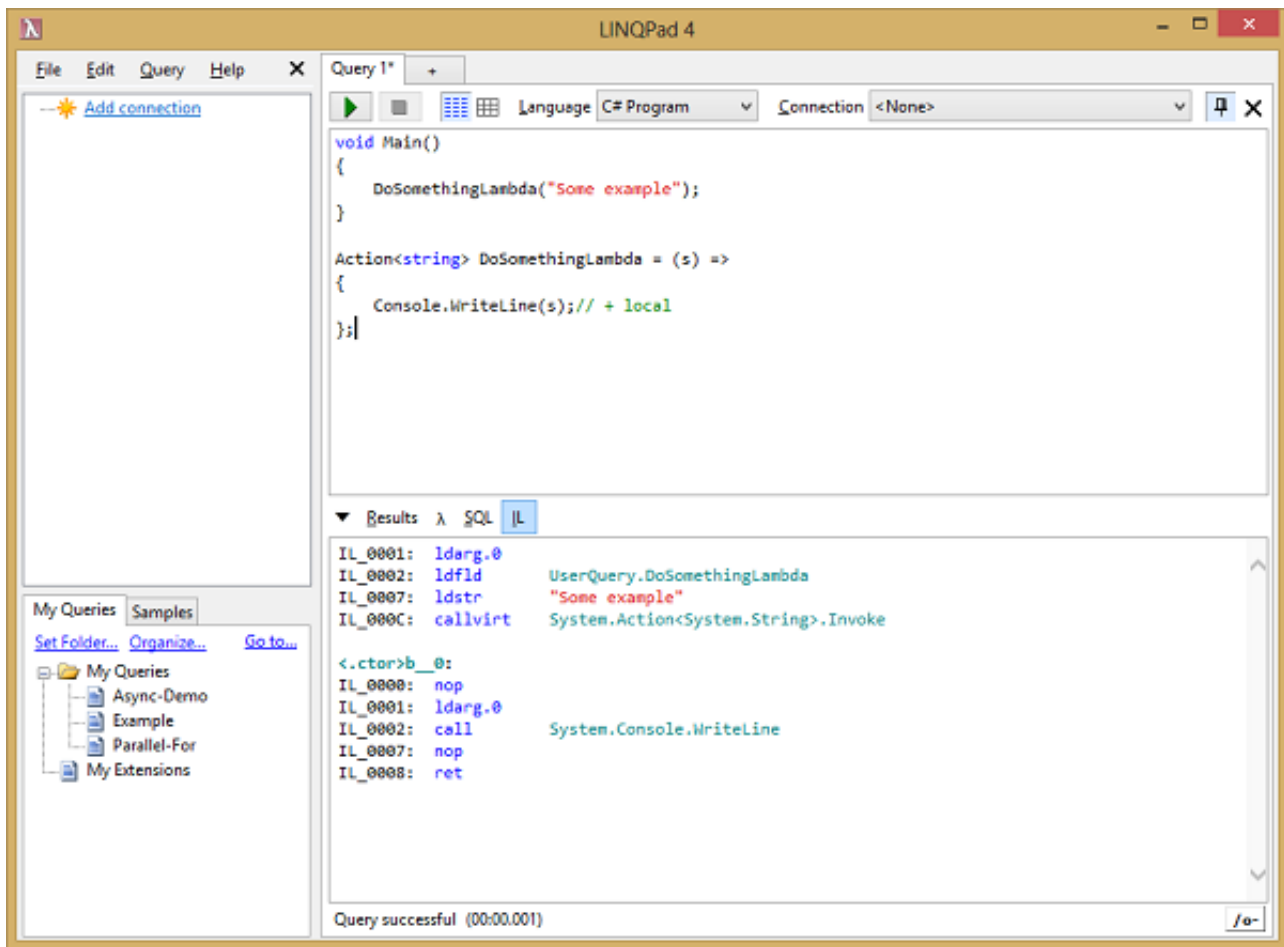 LINQPad 4
File Edit Query Help
Add connection
Query 1* +
Language C# Program Connection <None>
void Main()
{
    DoSomethingLambda("Some example");
}
Action<string> DoSomethingLambda = (s) =>
{
    Console.WriteLine(s);// + local
};
Results λ SQL IL
IL_0001: ldarg.0
IL_0002: ldfld UserQuery.DoSomethingLambda
IL_0007: ldstr "Some example"
IL_000C: callvirt System.Action<System.String>.Invoke
<.ctor>b__0:
IL_0000: nop
IL_0001: ldarg.0
IL_0002: call System.Console.WriteLine
IL_0007: nop
IL_0008: ret
My Queries Samples
Set Folder... Organize... Go to...
My Queries
Async-Demo
Example
Parallel-For
My Extensions
Query successful (00:00.001)
/o-